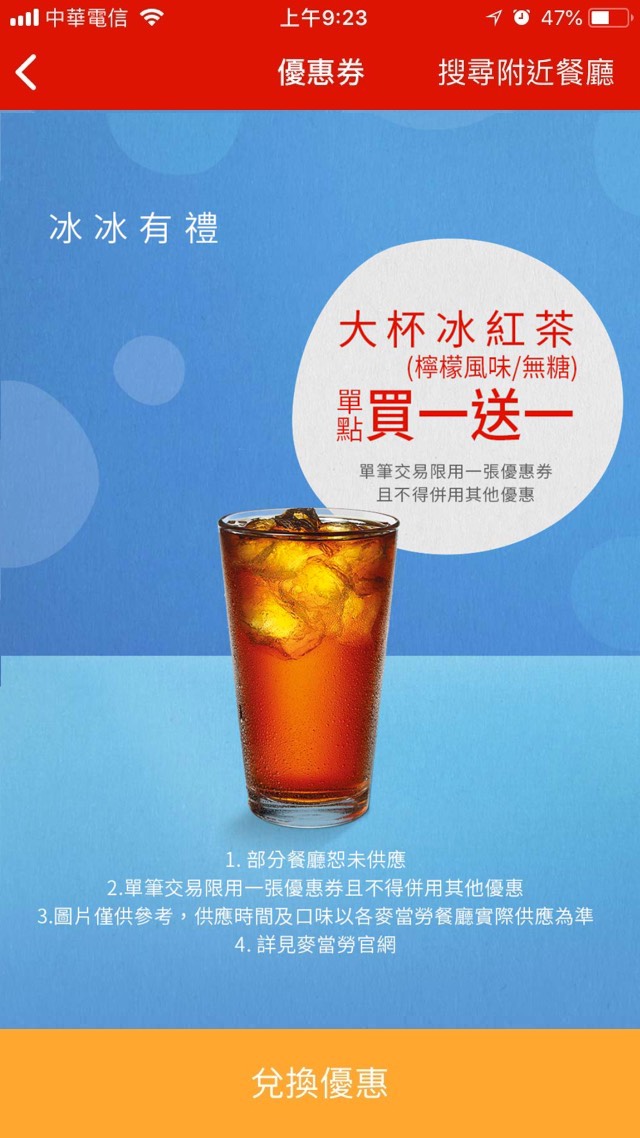 中華電信 上午9:23 47%
優惠券 搜尋附近餐廳
冰冰有禮
大杯冰紅茶
(檸檬風味/無糖)
單點買一送一
單筆交易限用一張優惠券
且不得併用其他優惠
1. 部分餐廳恕未供應
2.單筆交易限用一張優惠券且不得併用其他優惠
3.圖片僅供參考，供應時間及口味以各麥當勞餐廳實際供應為準
4. 詳見麥當勞官網
兌換優惠